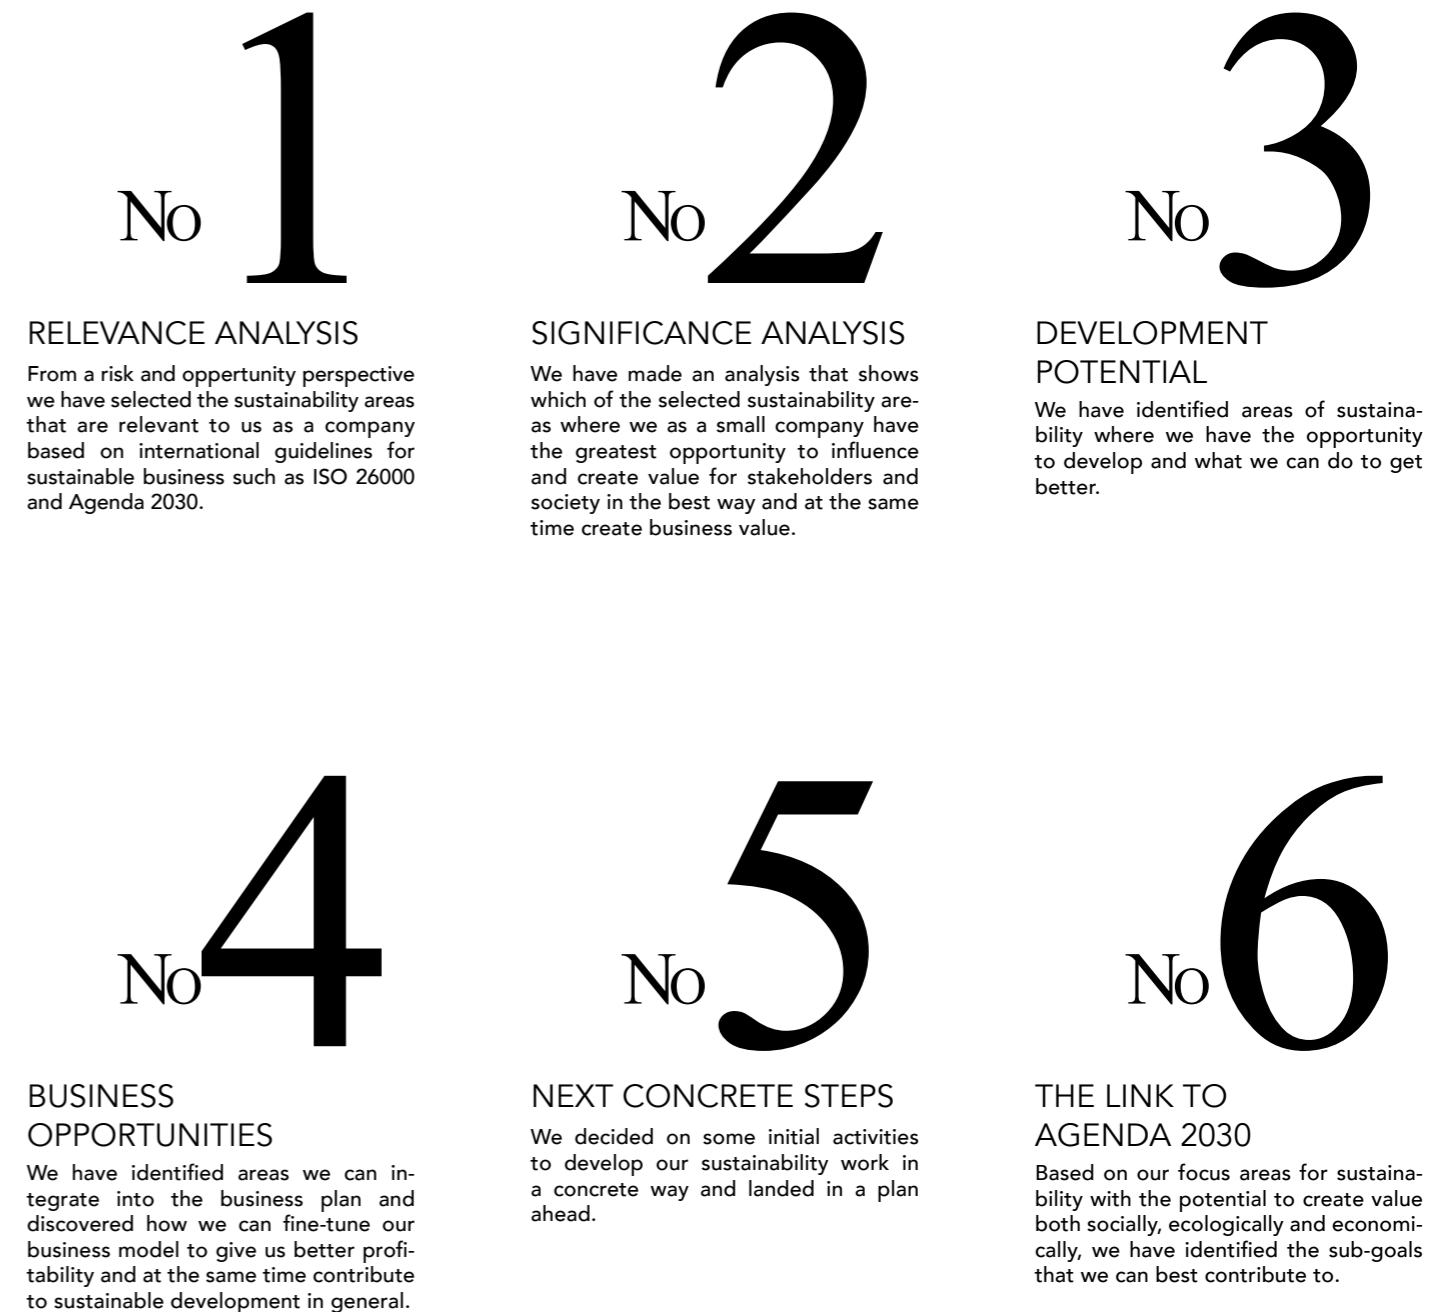 No 1
RELEVANCE ANALYSIS
From a risk and oppertunity perspective
we have selected the sustainability areas
that are relevant to us as a company
based on international guidelines for
sustainable business such as ISO 26000
and Agenda 2030.
No 2
SIGNIFICANCE ANALYSIS
We have made an analysis that shows
which of the selected sustainability are-
as where we as a small company have
the greatest opportunity to influence
and create value for stakeholders and
society in the best way and at the same
time create business value.
No 3
DEVELOPMENT
POTENTIAL
We have identified areas of sustaina-
bility where we have the opportunity
to develop and what we can do to get
better.
No 4
BUSINESS
OPPORTUNITIES
We have identified areas we can in-
tegrate into the business plan and
discovered how we can fine-tune our
business model to give us better profi-
tability and at the same time contribute
to sustainable development in general.
No 5
NEXT CONCRETE STEPS
We decided on some initial activities
to develop our sustainability work in
a concrete way and landed in a plan
ahead.
No 6
THE LINK TO
AGENDA 2030
Based on our focus areas for sustaina-
bility with the potential to create value
both socially, ecologically and economi-
cally, we have identified the sub-goals
that we can best contribute to.